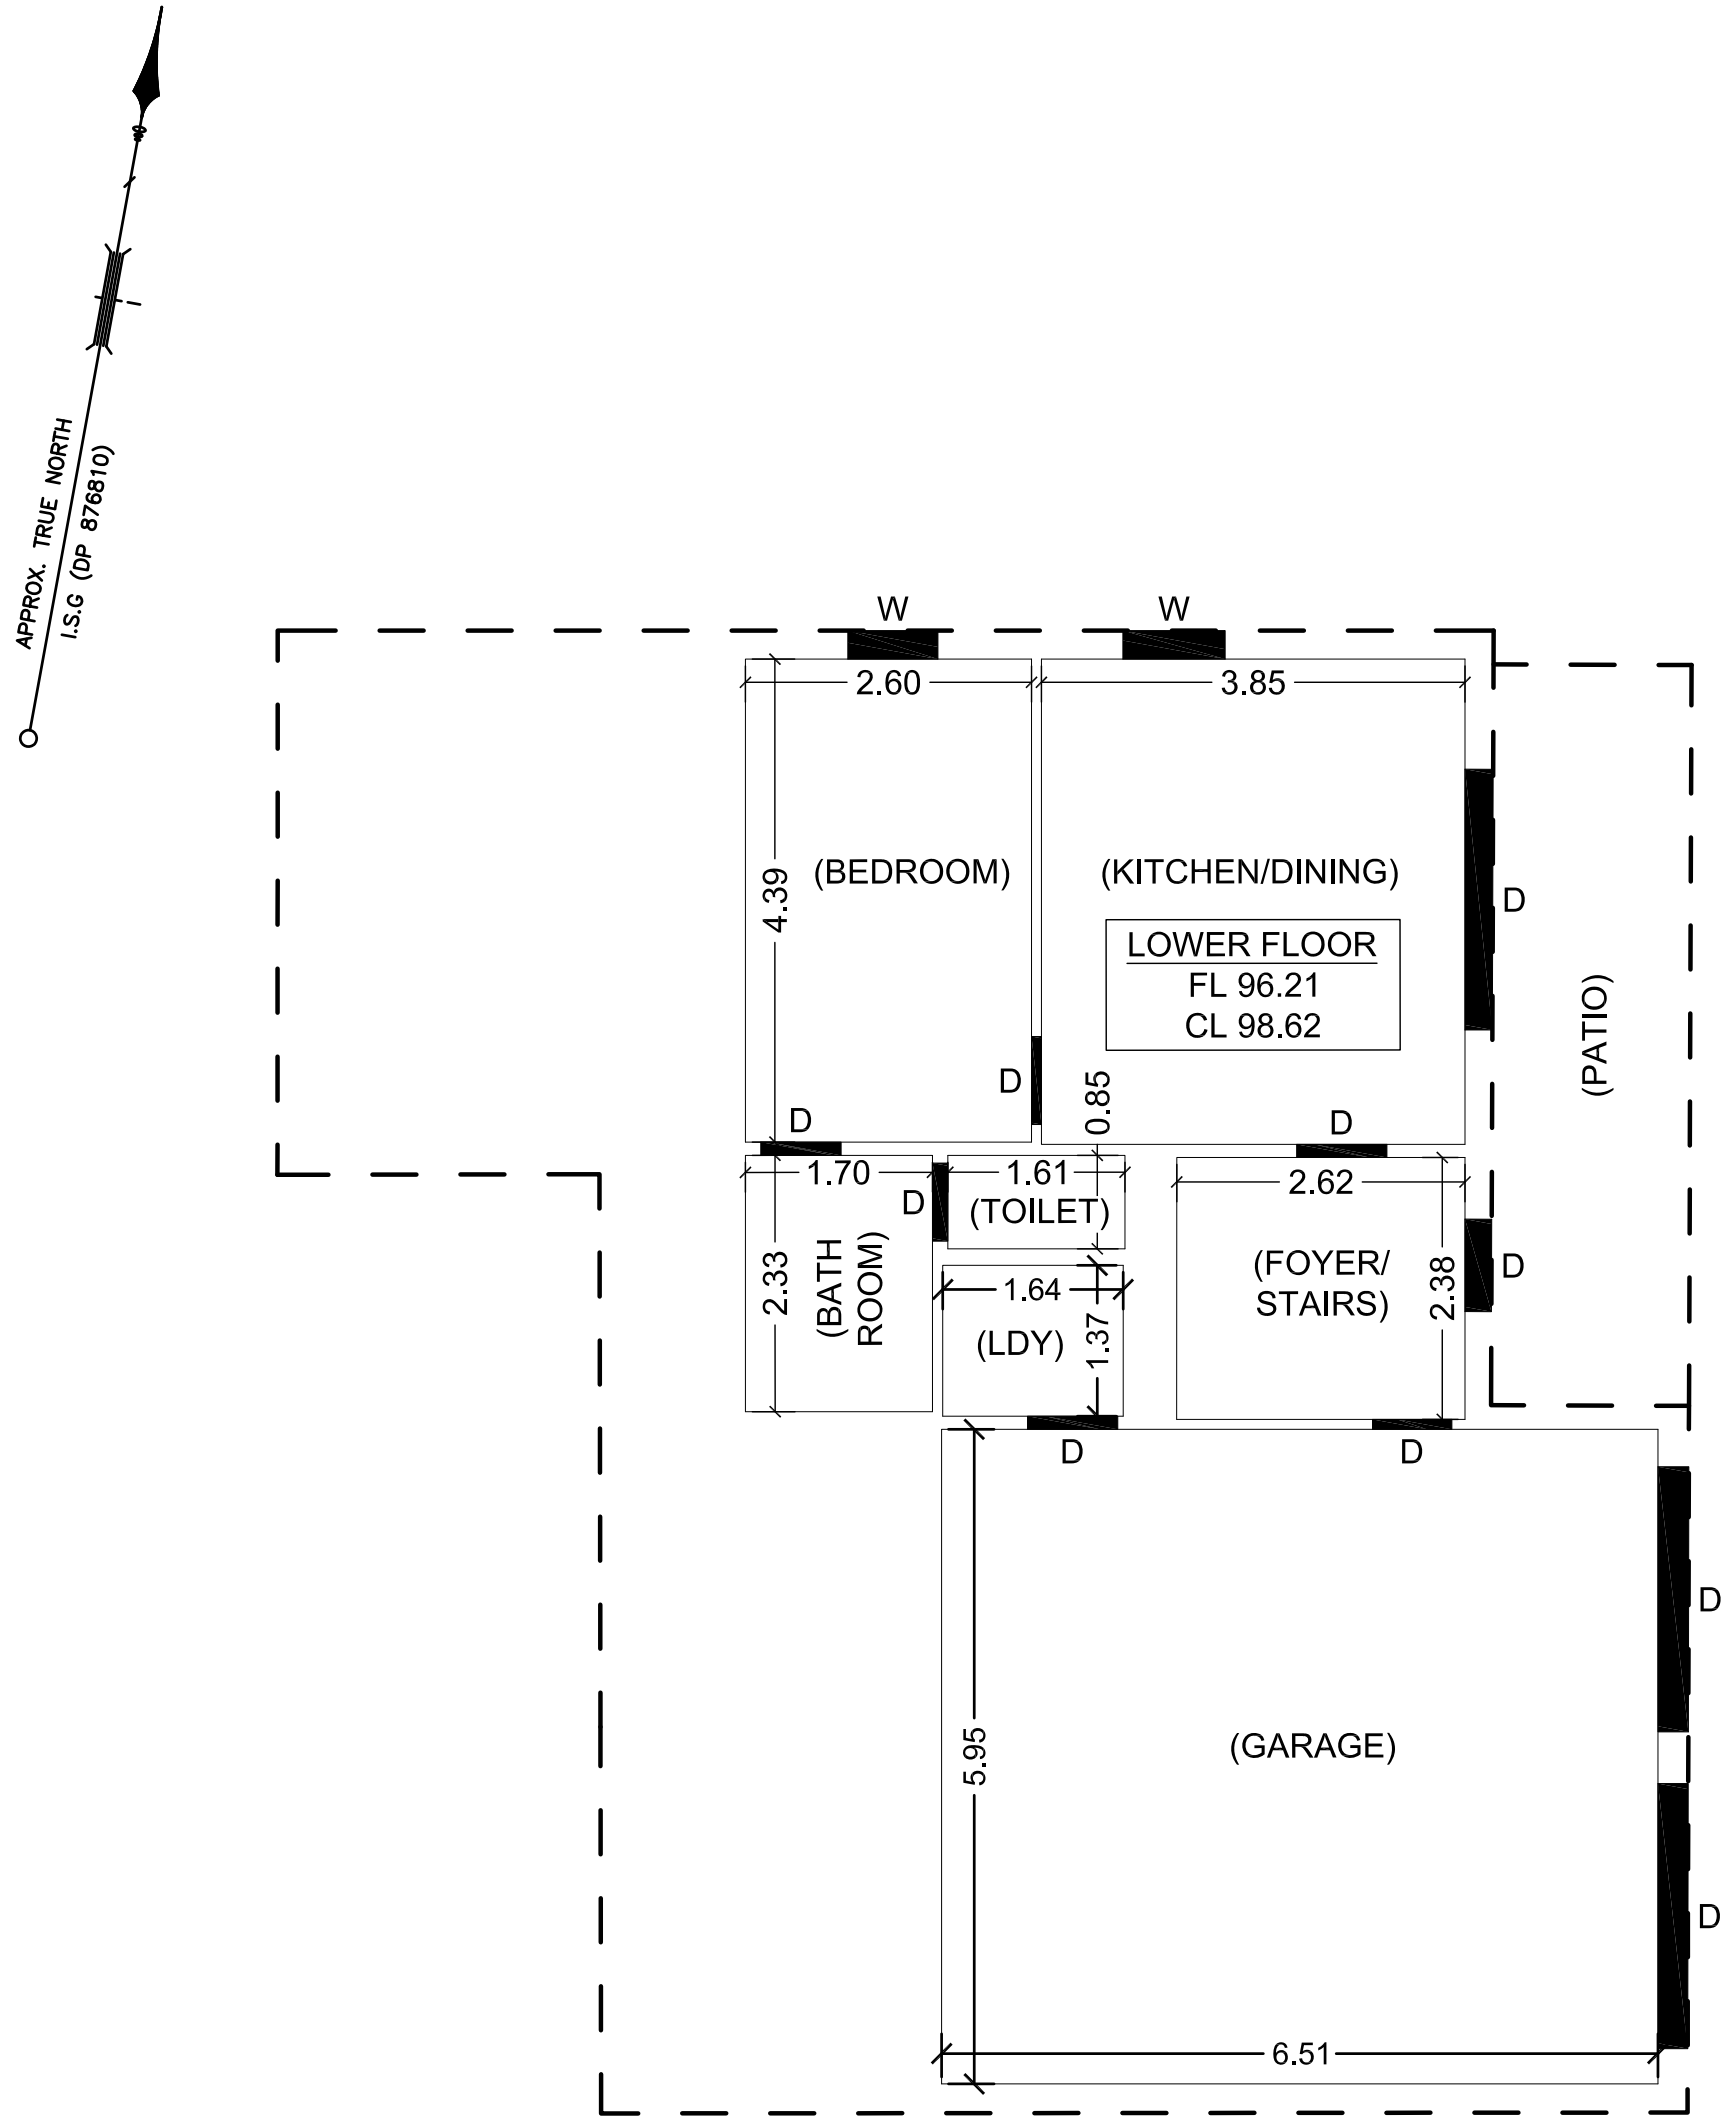 APPROX. TRUE NORTH
I.S.G (DP 876810)
W
W
2.60
3.85
4.39
(BEDROOM)
(KITCHEN/DINING)
D
LOWER FLOOR
FL 96.21
CL 98.62
(PATIO)
D
0.85
D
D
1.70
1.61
2.62
D
(TOILET)
2.33
(BATH
ROOM)
(FOYER/
STAIRS)
2.38
D
1.64
1.37
(LDY)
D
D
D
5.95
(GARAGE)
D
6.51